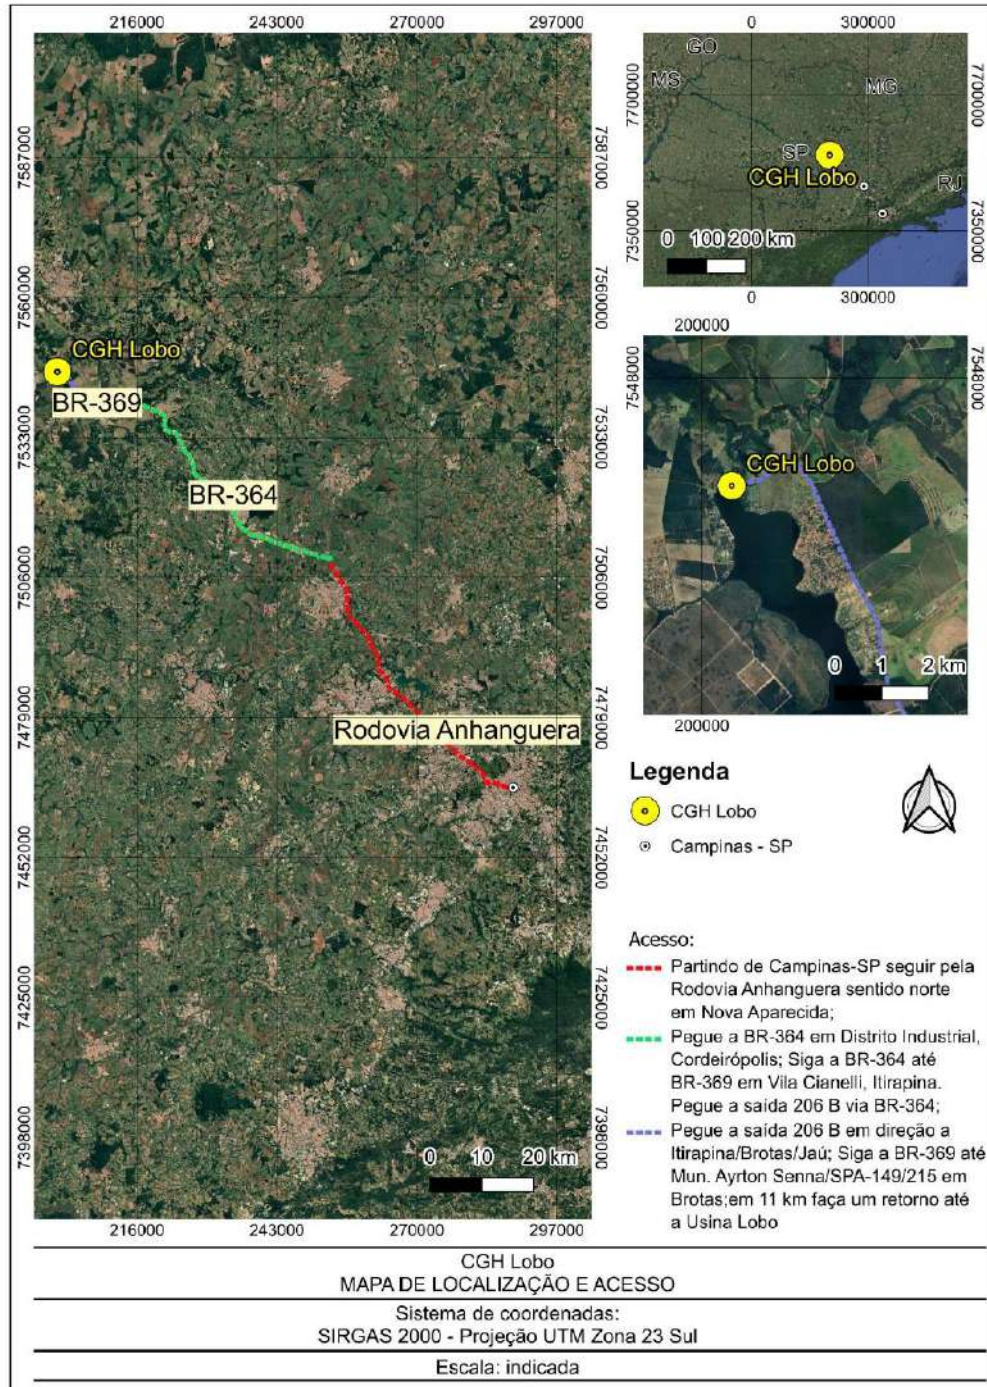 216000 243000 270000 297000
7587000 7587000
7560000 7560000
CGH Lobo
BR-369
7533000 7533000
BR-364
7506000 7506000
7479000 7479000
Rodovia Anhanguera
7452000 7452000
7425000 7425000
7398000 7398000
0 10 20 km
216000 243000 270000 297000
0 300000
GO
MS MG
7700000 7700000
SP
CGH Lobo
RJ
7350000 7350000
0 100 200 km
0 300000
200000
7548000 7548000
CGH Lobo
0 1 2 km
200000
Legenda
CGH Lobo
Campinas - SP
Acesso:
Partindo de Campinas-SP seguir pela
Rodovia Anhanguera sentido norte
em Nova Aparecida;
Pegue a BR-364 em Distrito Industrial,
Cordeirópolis; Siga a BR-364 até
BR-369 em Vila Cianelli, Itirapina.
Pegue a saída 206 B via BR-364;
Pegue a saída 206 B em direção a
Itirapina/Brotas/Jaú; Siga a BR-369 até
Mun. Ayrton Senna/SPA-149/215 em
Brotas;em 11 km faça um retorno até
a Usina Lobo
CGH Lobo
MAPA DE LOCALIZAÇÃO E ACESSO
Sistema de coordenadas:
SIRGAS 2000 - Projeção UTM Zona 23 Sul
Escala: indicada